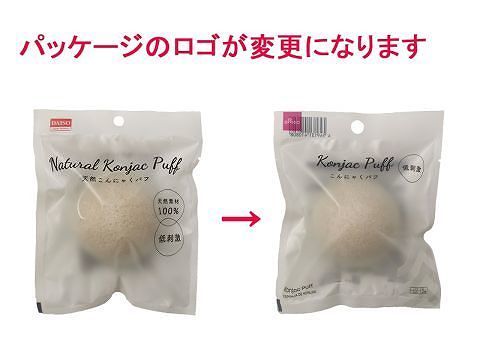 パッケージのロゴが変更になります
DAISO
Natural Konjac Puff
天然こんにゃくパフ
天然素材
100%
低刺激
→
Konjac Puff
こんにゃくパフ
低刺激
Konjac Puff